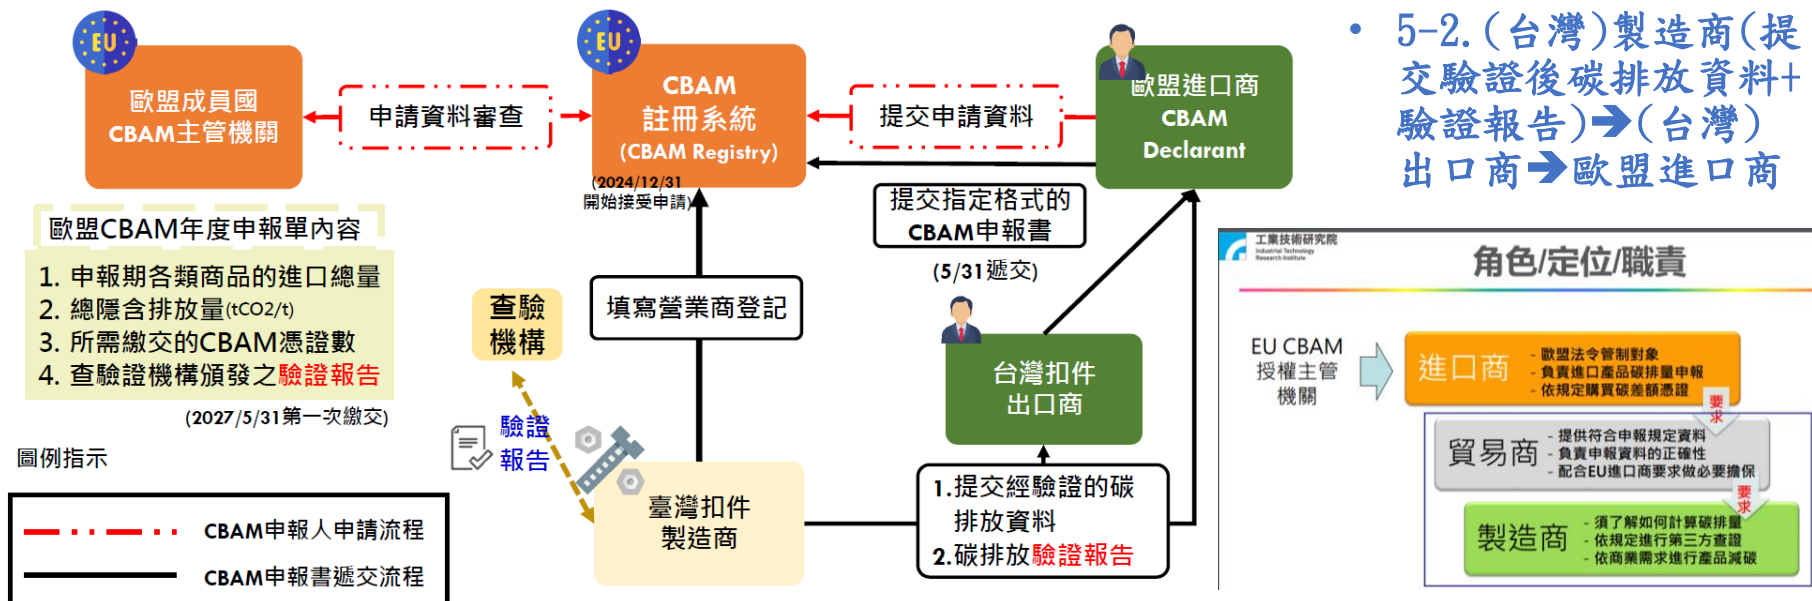 EU
歐盟成員國
CBAM主管機關
申請資料審查
EU
CBAM
註冊系統
(CBAM Registry)
(2024/12/31
開始接受申請)
提交申請資料
歐盟進口商
CBAM
Declarant
• 5-2.(台灣)製造商(提
交驗證後碳排放資料+
驗證報告)➔(台灣)
出口商➔歐盟進口商
歐盟CBAM年度申報單內容
1. 申報期各類商品的進口總量
2. 總隱含排放量(tCO2/t)
3. 所需繳交的CBAM憑證數
4. 查驗證機構頒發之驗證報告
(2027/5/31第一次繳交)
提交指定格式的
CBAM申報書
(5/31遞交)
填寫營業商登記
查驗
機構
驗證
報告
台灣扣件
出口商
臺灣扣件
製造商
1.提交經驗證的碳
排放資料
2.碳排放驗證報告
圖例指示
CBAM申報人申請流程
CBAM申報書遞交流程
工業技術研究院
Industrial Technology
Research Institute
角色/定位/職責
EU CBAM
授權主管
機關
進口商
- 歐盟法令管制對象
- 負責進口產品碳排量申報
- 依規定購買碳差額憑證
要
求
貿易商
- 提供符合申報規定資料
- 負責申報資料的正確性
- 配合EU進口商要求做必要擔保
要
求
製造商
- 須了解如何計算碳排量
- 依規定進行第三方查證
- 依商業需求進行產品減碳